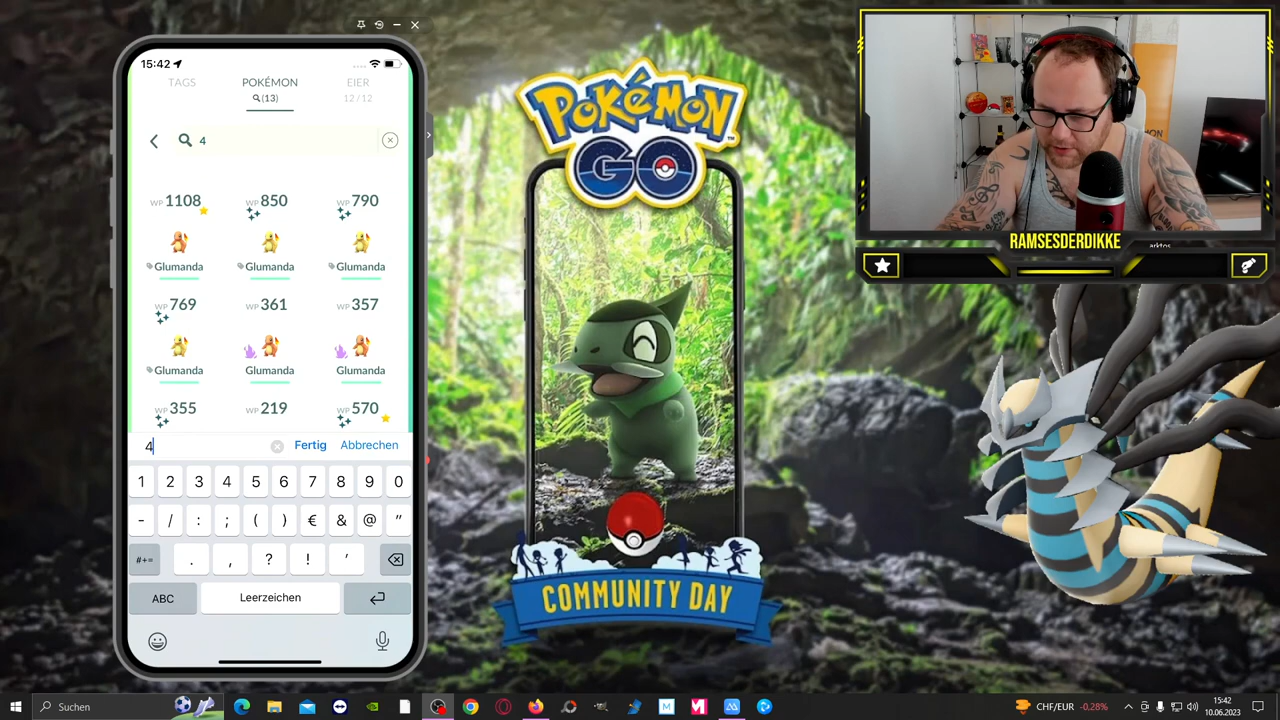 15:42
TAGS
POKÉMON
EIER
(13)
12 / 12
4
WP 1108
WP 850
WP 790
Glumanda
Glumanda
Glumanda
WP 769
WP 361
WP 357
Glumanda
Glumanda
Glumanda
WP 355
WP 219
WP 570
4
Fertig
Abbrechen
1 2 3 4 5 6 7 8 9 0
- / : ; ( ) € & @ "
#+= . , ? ! '
ABC
Leerzeichen
POKÉMON
™
GO
COMMUNITY DAY
RAMSESDERDIKKE
arktos
Suchen
CHF/EUR -0,28%
15:42
10.06.2023